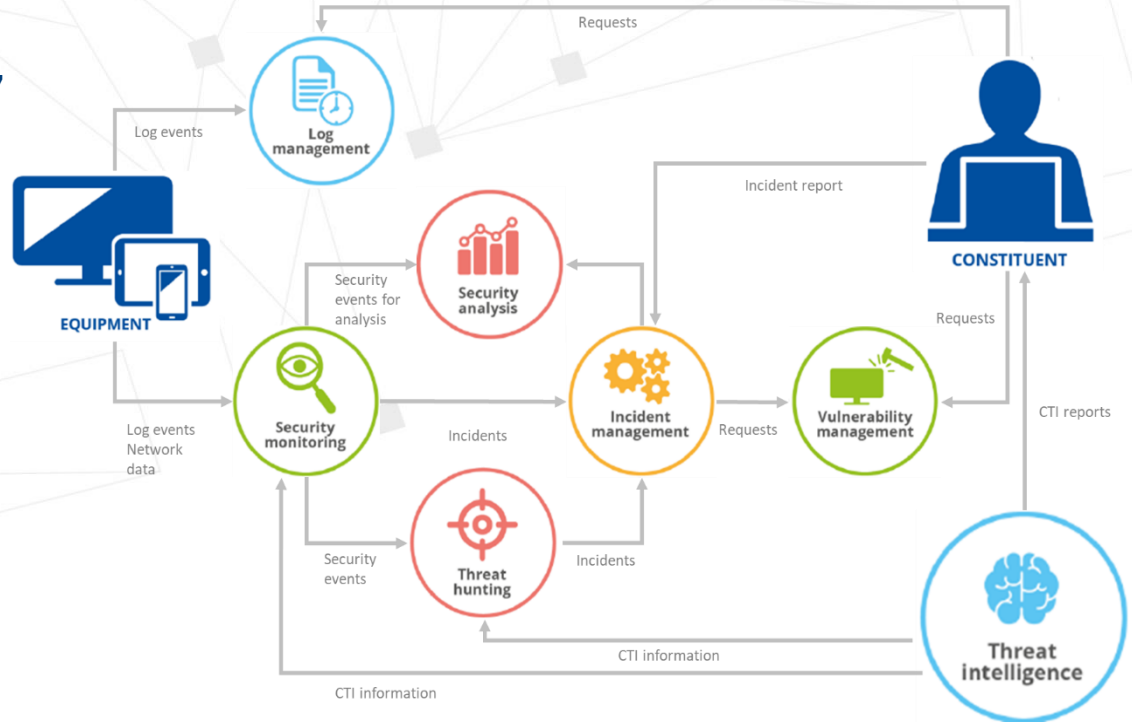 Requests
Log events
Log
management
Incident report
CONSTITUENT
Security
events for
analysis
Security
analysis
EQUIPMENT
Requests
Log events
Network
data
Security
monitoring
Incidents
Incident
management
Requests
Vulnerability
management
CTI reports
Security
events
Threat
hunting
Incidents
Threat
intelligence
CTI information
CTI information